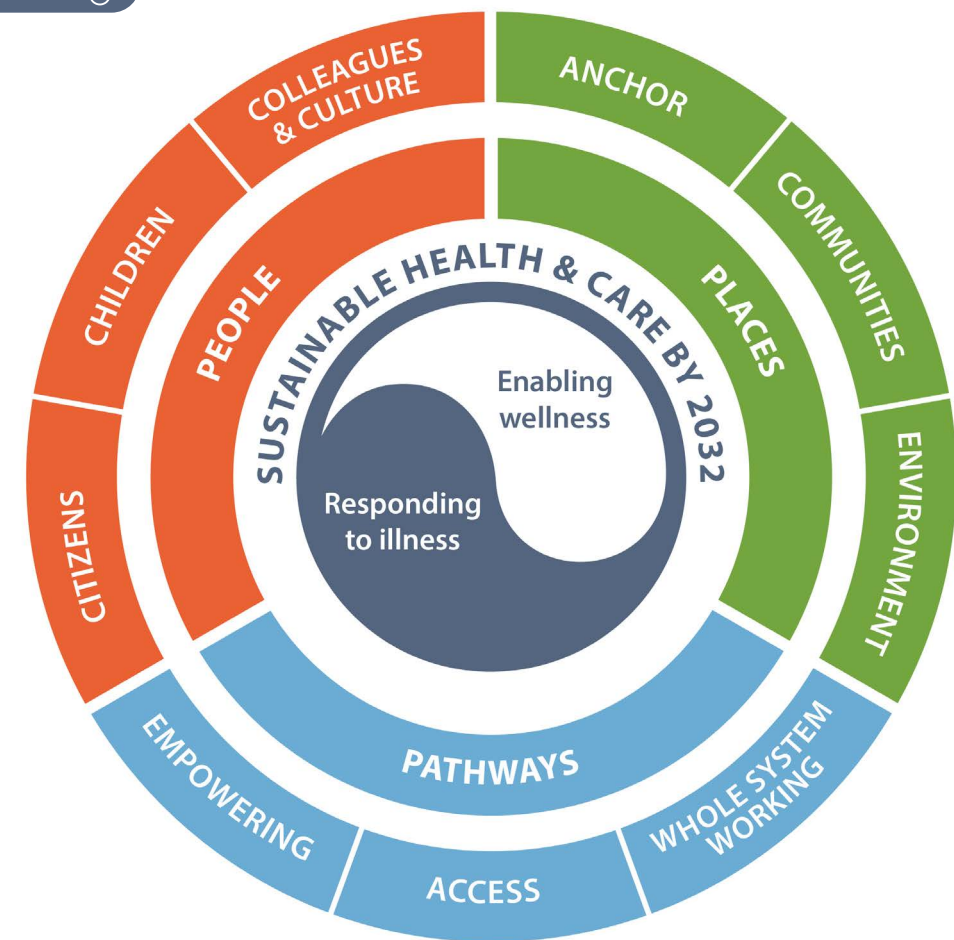 COLLEAGUES
& CULTURE
ANCHOR
COMMUNITIES
ENVIRONMENT
WHOLE SYSTEM
WORKING
ACCESS
EMPOWERING
CITIZENS
CHILDREN
PEOPLE
PLACES
PATHWAYS
SUSTAINABLE HEALTH & CARE BY 2032
Enabling
wellness
Responding
to illness